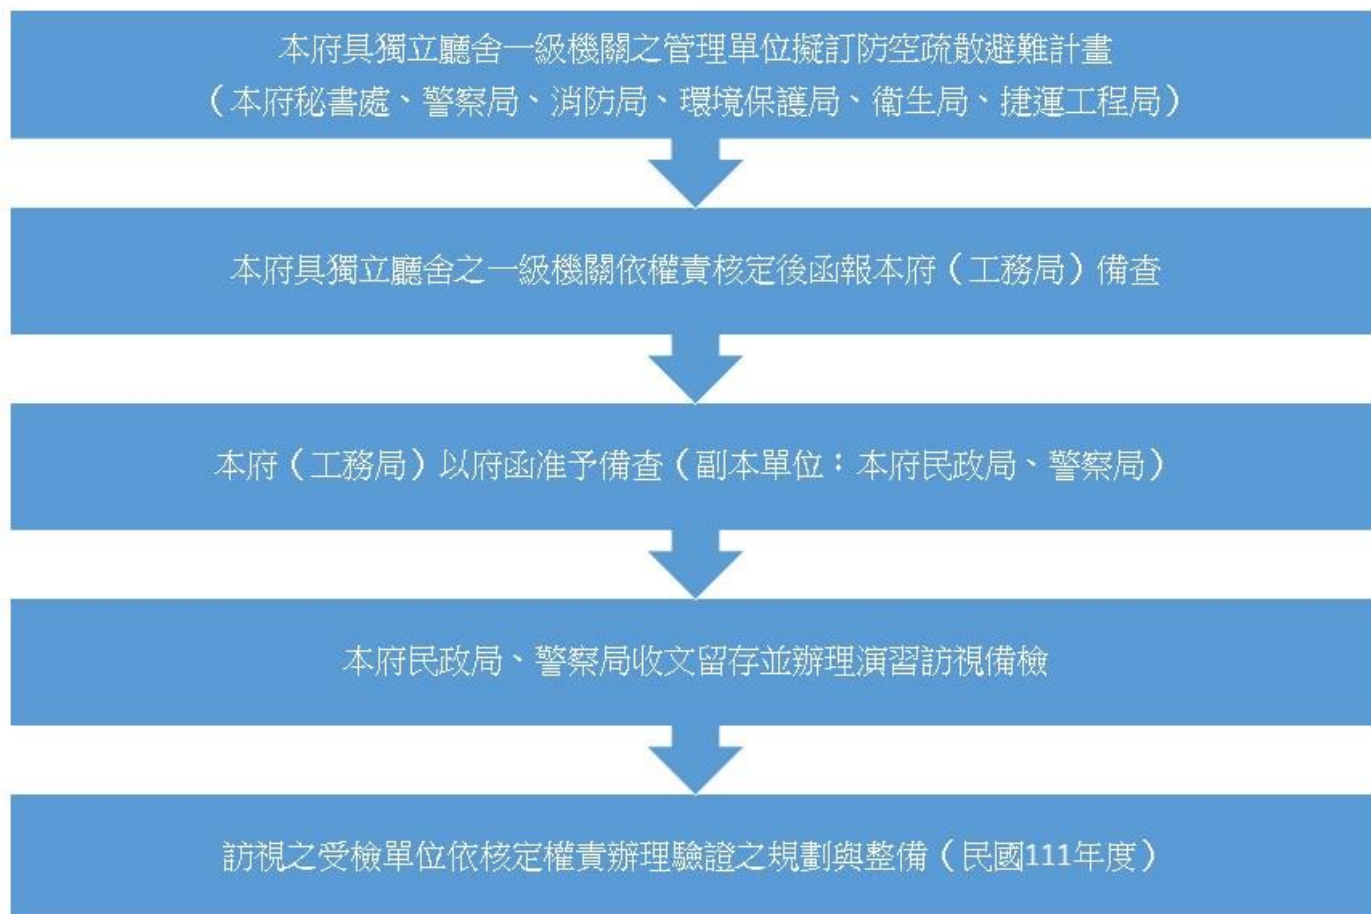 本府具獨立廳舍一級機關之管理單位擬訂防空疏散避難計畫
（本府秘書處、警察局、消防局、環境保護局、衛生局、捷運工程局）
本府具獨立廳舍之一級機關依權責核定後函報本府（工務局）備查
本府（工務局）以府函准予備查（副本單位：本府民政局、警察局）
本府民政局、警察局收文留存並辦理演習訪視備檢
訪視之受檢單位依核定權責辦理驗證之規劃與整備（民國111年度）